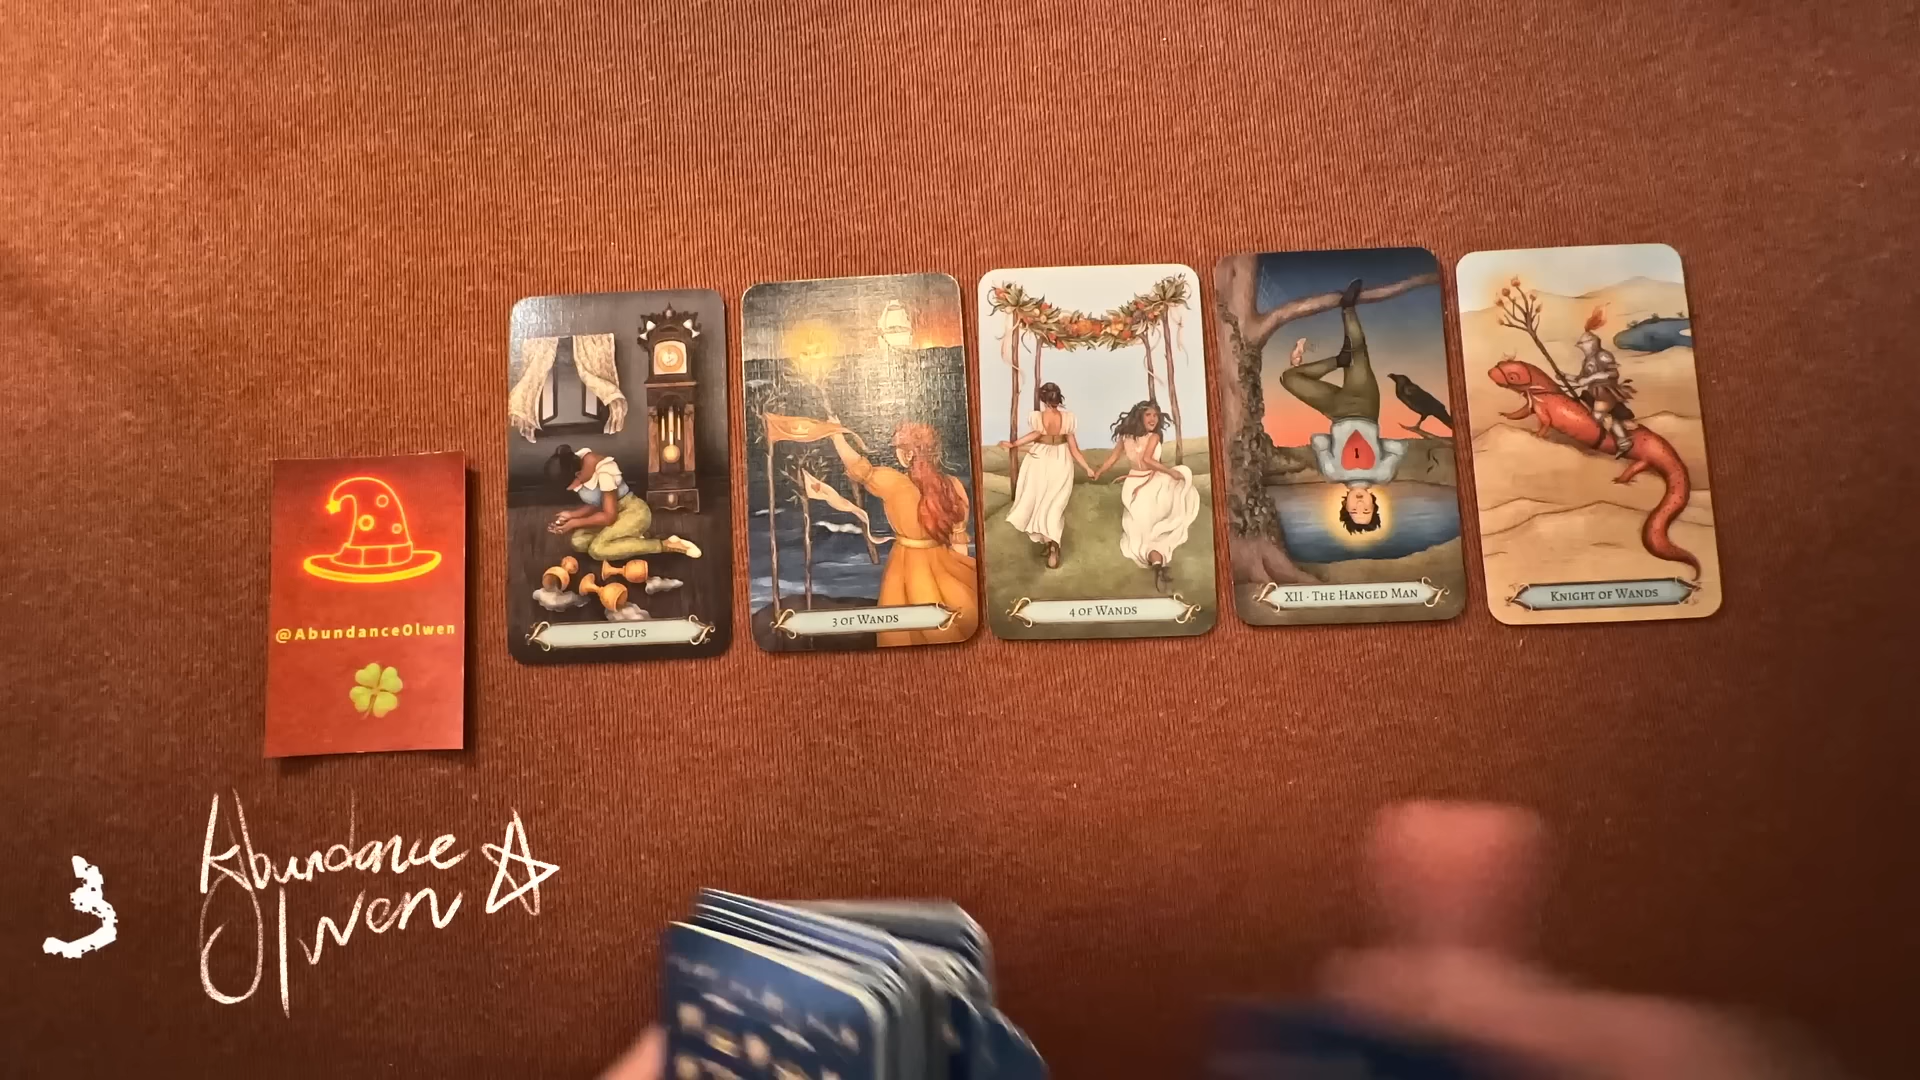 @AbundanceOlwen
5 of Cups
3 of Wands
4 of Wands
XII · The Hanged Man
Knight of Wands
1
3
Abundance
Olwen